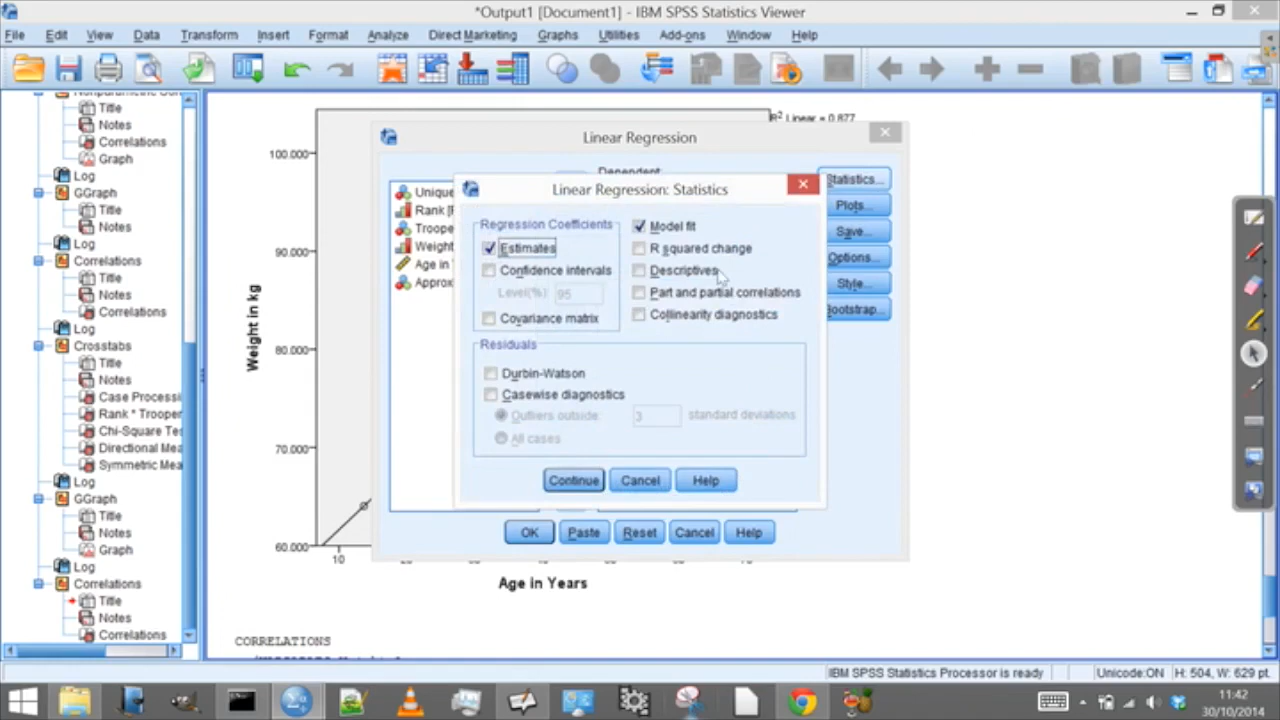 *Output1 [Document1] - IBM SPSS Statistics Viewer
File Edit View Data Transform Insert Format Analyze Direct Marketing Graphs Utilities Add-ons Window Help
Title
Notes
Correlations
Graph
Log
GGraph
Title
Notes
Log
Correlations
Title
Notes
Correlations
Log
Crosstabs
Title
Notes
Case Processi
Rank * Trooper
Chi-Square Te
Directional Mea
Symmetric Mea
Log
GGraph
Title
Notes
Graph
Log
Correlations
Title
Notes
Correlations
R² Linear = 0.877
100.000
90.000
80.000
70.000
60.000
Weight in kg
10
Age in Years
CORRELATIONS
Linear Regression
Dependent:
Unique
Rank [R
Troope
Weight
Age in
Approx
Statistics...
Plots...
Save...
Options...
Style...
Bootstrap...
OK Paste Reset Cancel Help
Linear Regression: Statistics
Regression Coefficients
Estimates
Confidence intervals
Level(%): 95
Covariance matrix
Model fit
R squared change
Descriptives
Part and partial correlations
Collinearity diagnostics
Residuals
Durbin-Watson
Casewise diagnostics
Outliers outside: 3 standard deviations
All cases
Continue Cancel Help
IBM SPSS Statistics Processor is ready Unicode:ON H: 504, W: 629 pt.
11:42
30/10/2014